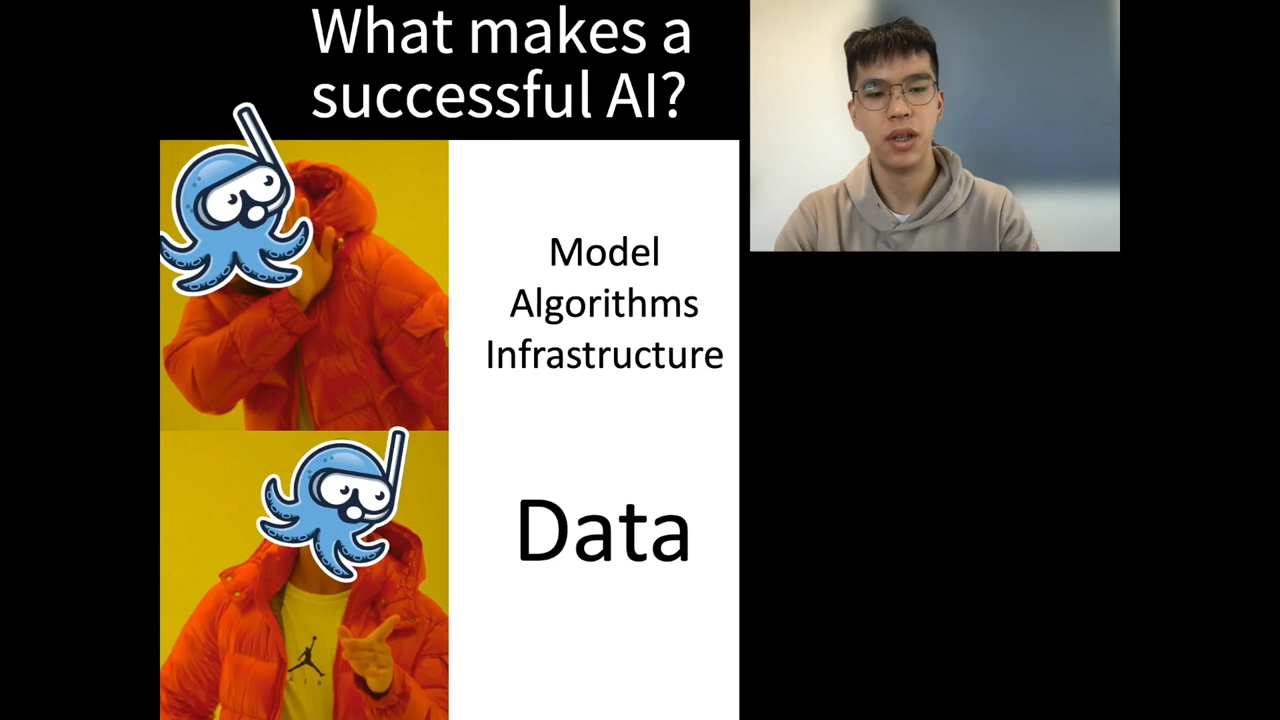 What makes a
successful AI?
Model
Algorithms
Infrastructure
Data